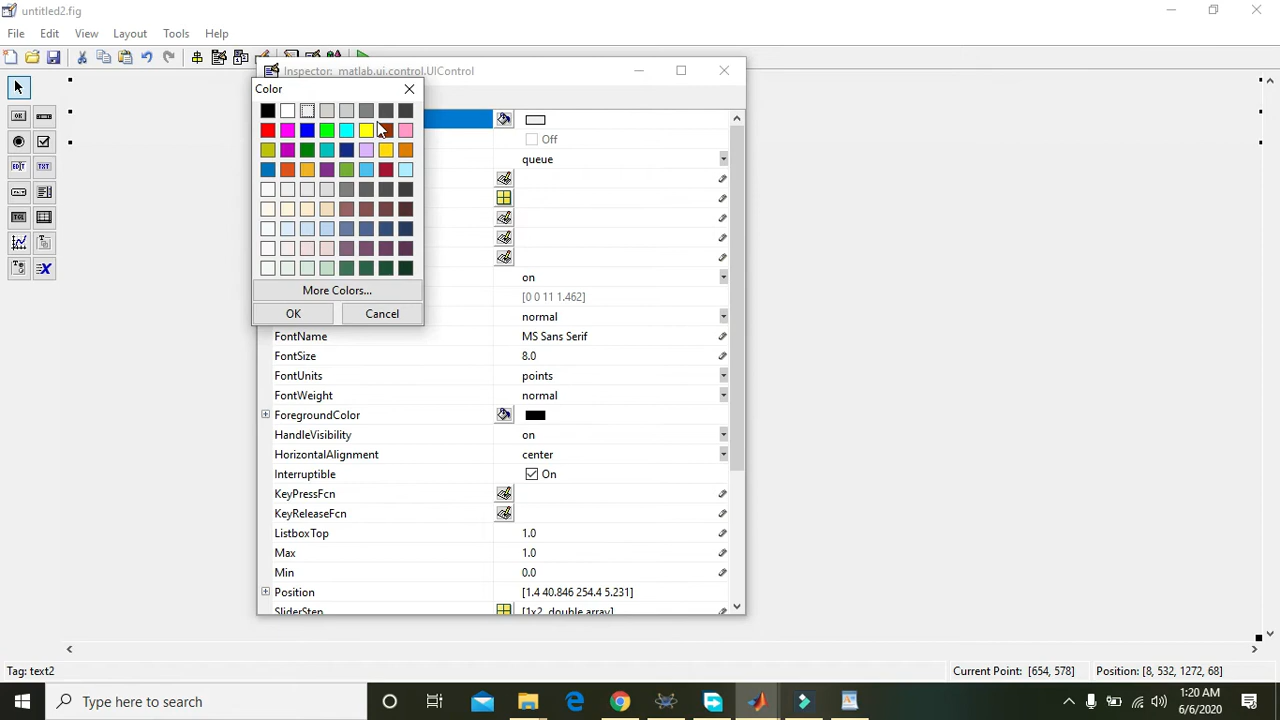 untitled2.fig
File Edit View Layout Tools Help
Inspector: matlab.ui.control.UIControl
Color
Off
queue
on
[0 0 11 1.462]
normal
More Colors...
OK Cancel
FontName MS Sans Serif
FontSize 8.0
FontUnits points
FontWeight normal
ForegroundColor
HandleVisibility on
HorizontalAlignment center
Interruptible On
KeyPressFcn
KeyReleaseFcn
ListboxTop 1.0
Max 1.0
Min 0.0
Position [1.4 40.846 254.4 5.231]
SliderStep [1x2 double array]
Tag: text2 Current Point: [654, 578] Position: [8, 532, 1272, 68]
Type here to search
1:20 AM
6/6/2020